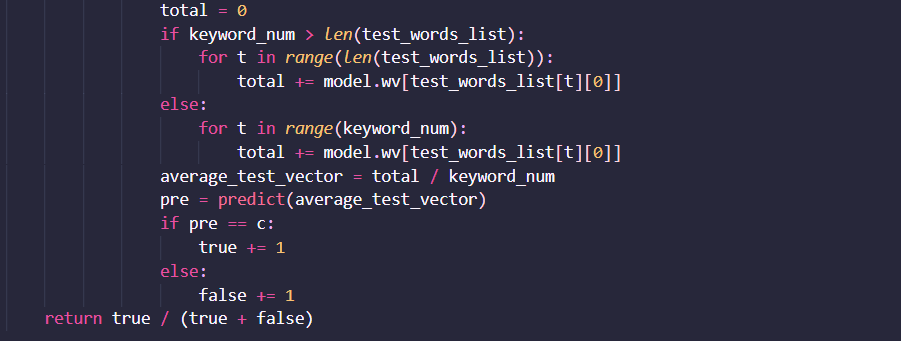 total = 0
if keyword_num > len(test_words_list):
for t in range(len(test_words_list)):
total += model.wv[test_words_list[t][0]]
else:
for t in range(keyword_num):
total += model.wv[test_words_list[t][0]]
average_test_vector = total / keyword_num
pre = predict(average_test_vector)
if pre == c:
true += 1
else:
false += 1
return true / (true + false)